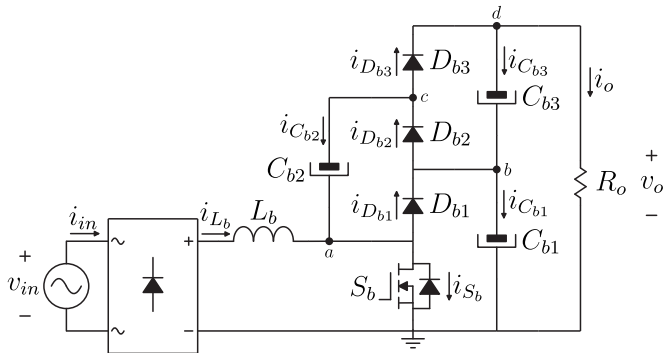 d
i_{D_{b3}} D_{b3} i_{C_{b3}} i_o
C_{b3}
c
i_{C_{b2}} i_{D_{b2}} D_{b2}
C_{b2} b
+
R_o v_o
−
i_{D_{b1}} D_{b1} i_{C_{b1}}
i_{in} i_{L_b} L_b
C_{b1}
~ + a
+
v_{in} S_b i_{S_b}
−
~ −